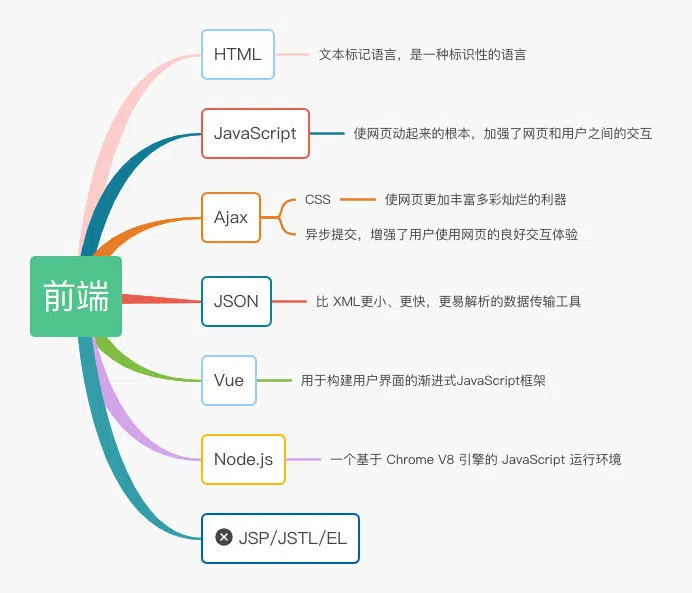 前端
HTML
文本标记语言，是一种标识性的语言
JavaScript
使网页动起来的根本，加强了网页和用户之间的交互
Ajax
CSS
使网页更加丰富多彩灿烂的利器
异步提交，增强了用户使用网页的良好交互体验
JSON
比 XML更小、更快，更易解析的数据传输工具
Vue
用于构建用户界面的渐进式JavaScript框架
Node.js
一个基于 Chrome V8 引擎的 JavaScript 运行环境
JSP/JSTL/EL